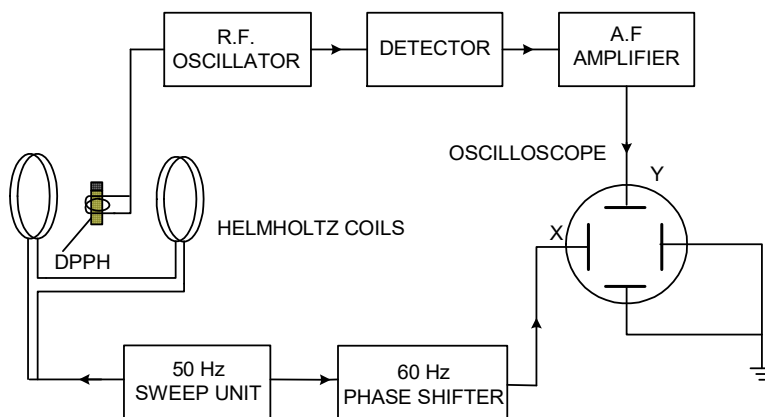 R.F.
OSCILLATOR
DETECTOR
A.F
AMPLIFIER
OSCILLOSCOPE
Y
X
HELMHOLTZ COILS
DPPH
50 Hz
SWEEP UNIT
60 Hz
PHASE SHIFTER